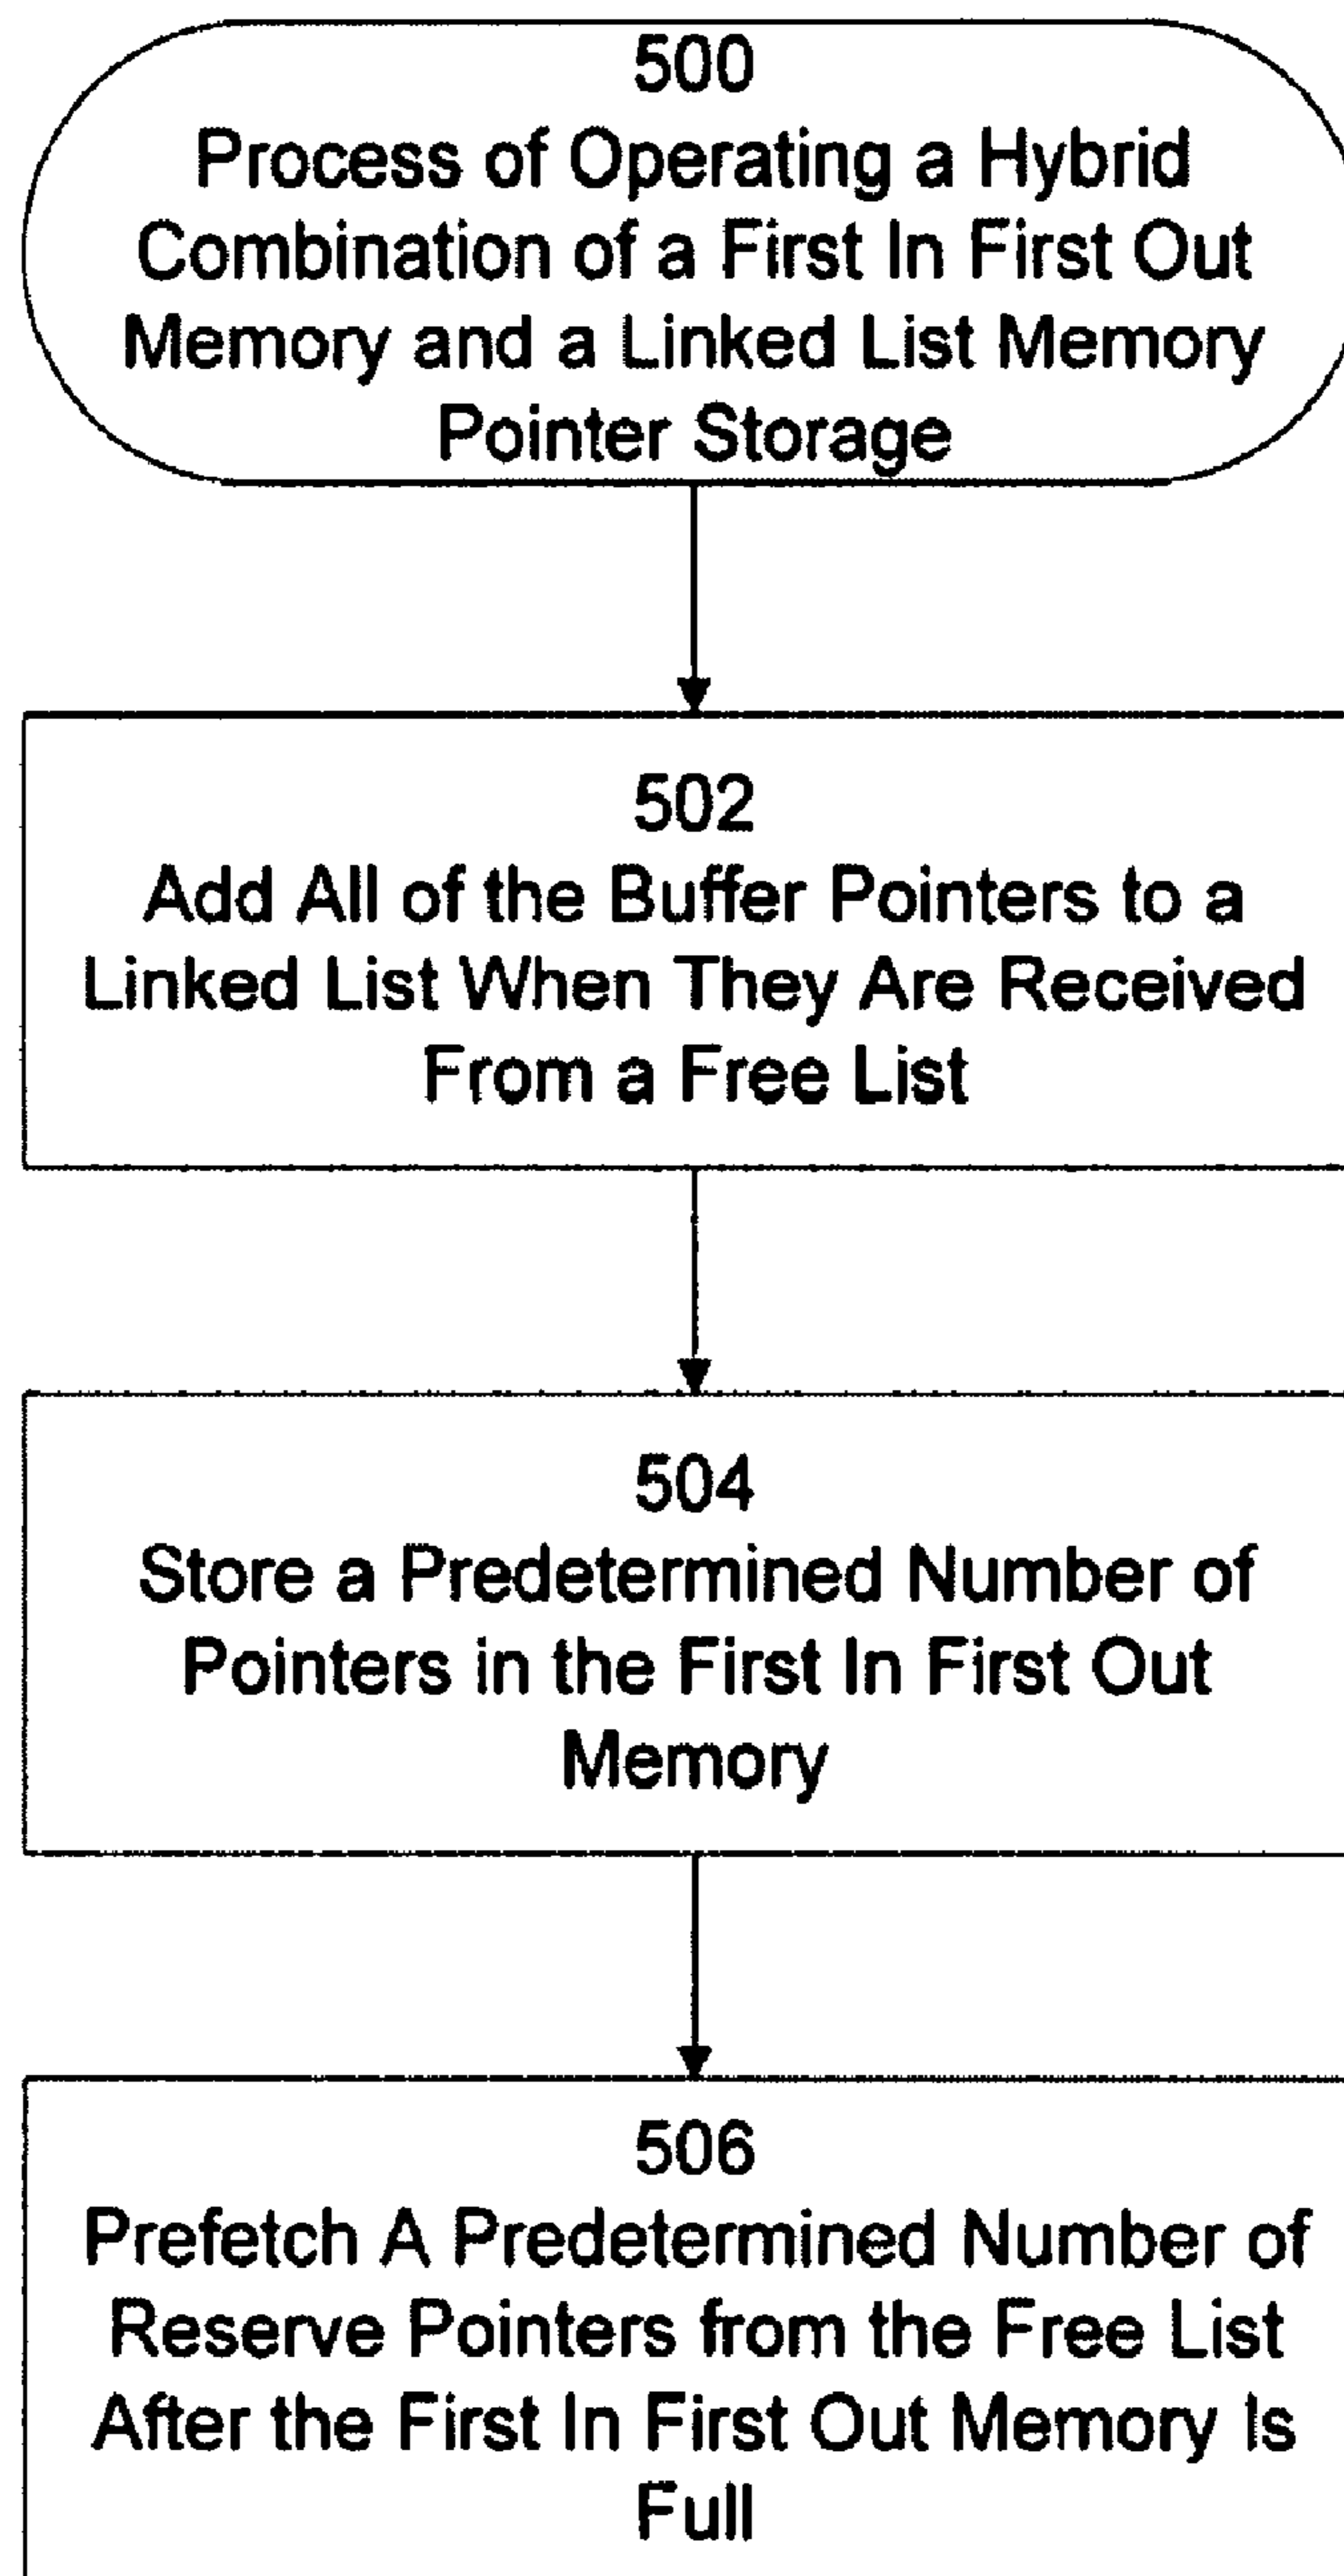 500
Process of Operating a Hybrid
Combination of a First In First Out
Memory and a Linked List Memory
Pointer Storage
502
Add All of the Buffer Pointers to a
Linked List When They Are Received
From a Free List
504
Store a Predetermined Number of
Pointers in the First In First Out
Memory
506
Prefetch A Predetermined Number of
Reserve Pointers from the Free List
After the First In First Out Memory Is
Full